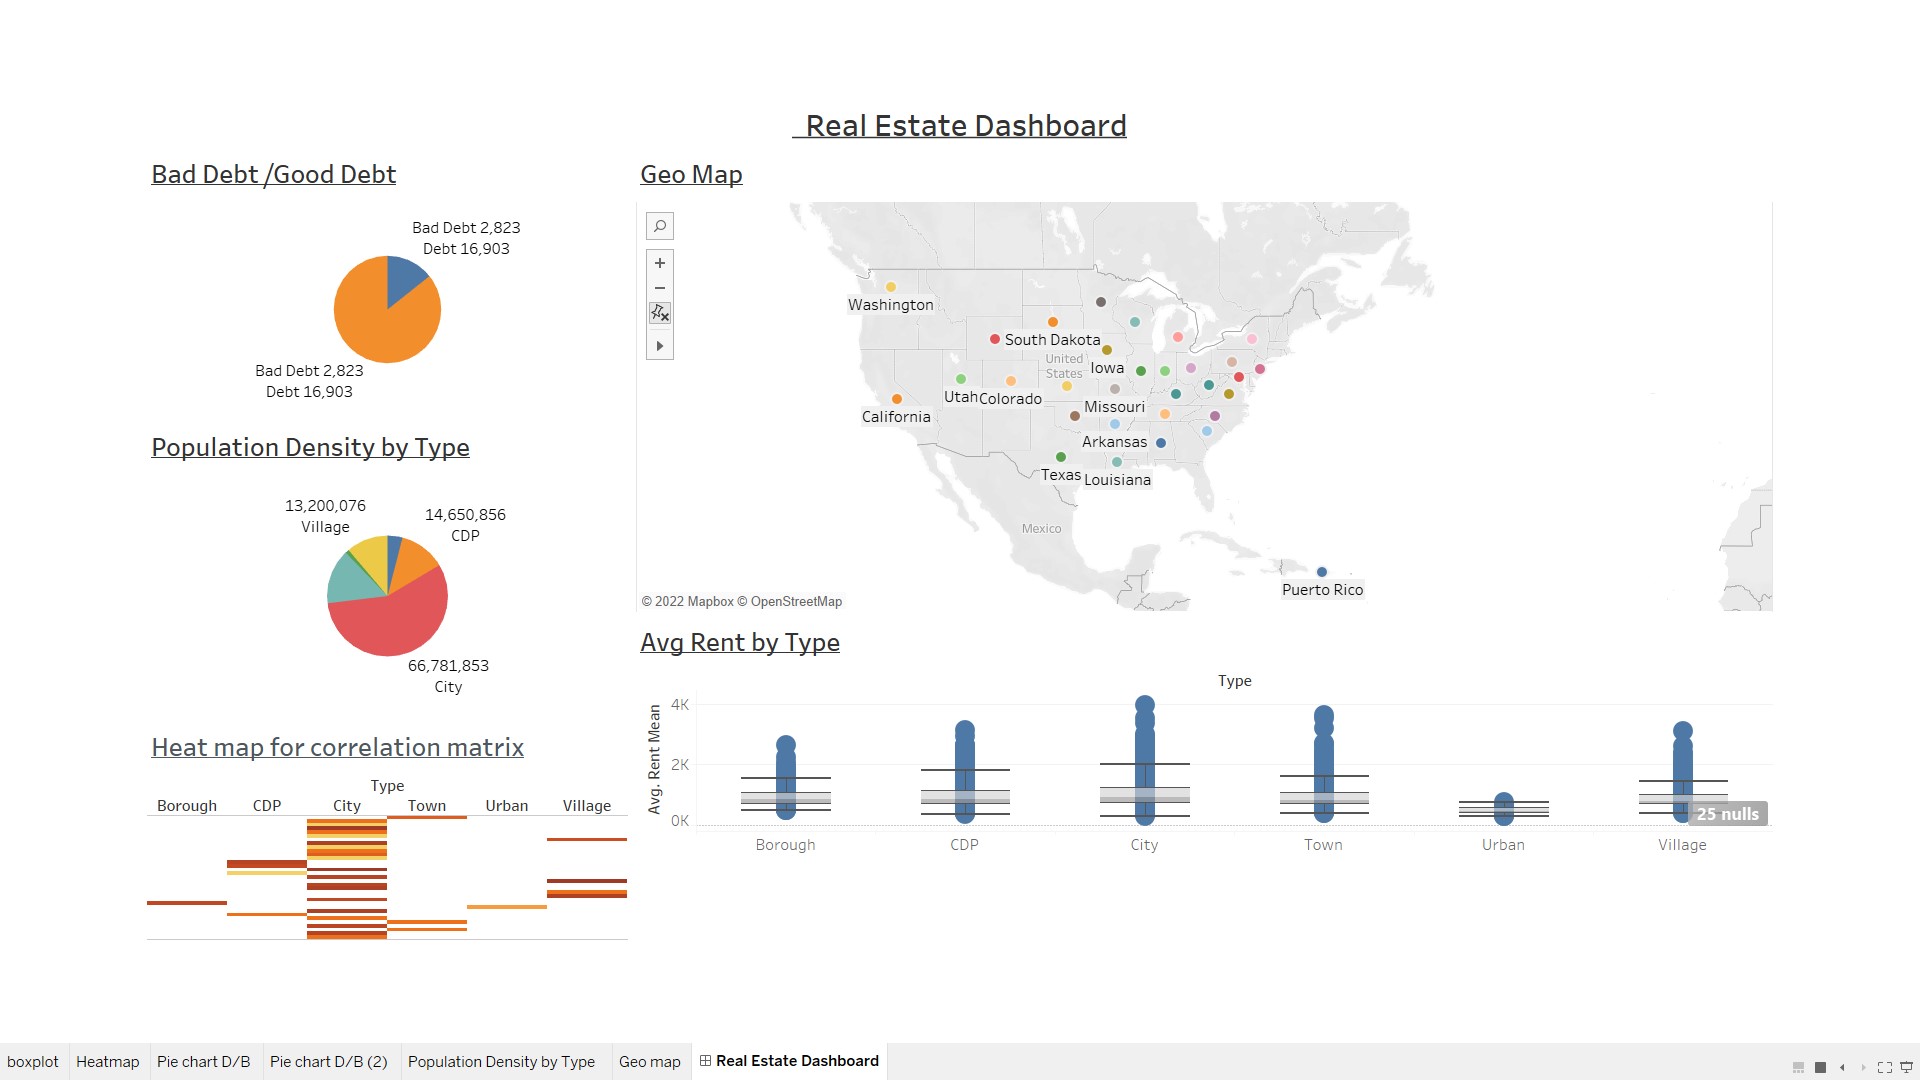 Real Estate Dashboard
Bad Debt /Good Debt
Bad Debt 2,823
Debt 16,903
Bad Debt 2,823
Debt 16,903
Population Density by Type
13,200,076
Village
14,650,856
CDP
66,781,853
City
Heat map for correlation matrix
Type
Borough CDP City Town Urban Village
Geo Map
Washington
South Dakota
United
States
Iowa
Utah
Colorado
California
Missouri
Arkansas
Texas
Louisiana
Mexico
Puerto Rico
© 2022 Mapbox © OpenStreetMap
Avg Rent by Type
Type
Avg. Rent Mean
4K
2K
0K
25 nulls
Borough CDP City Town Urban Village
boxplot Heatmap Pie chart D/B Pie chart D/B (2) Population Density by Type Geo map Real Estate Dashboard